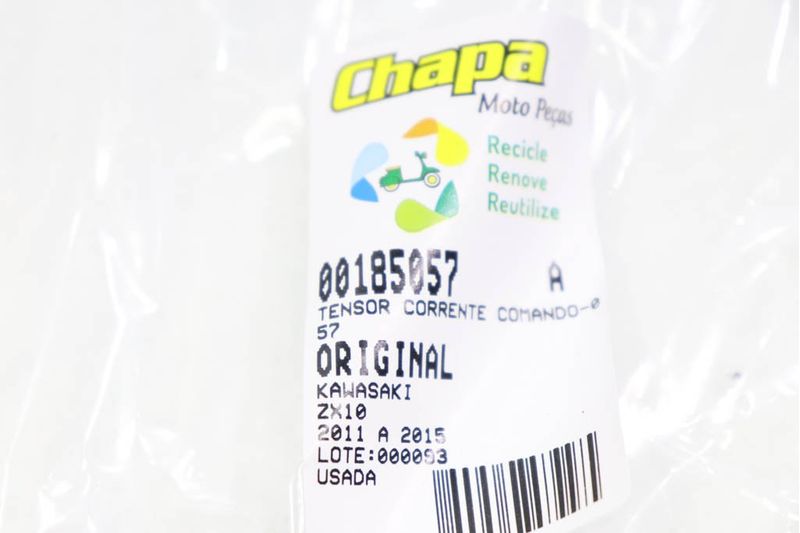 Chapa
Moto Peças
Recicle
Renove
Reutilize
00185057 A
TENSOR CORRENTE COMANDO-0
57
ORIGINAL
KAWASAKI
ZX10
2011 A 2015
LOTE:000093
USADA